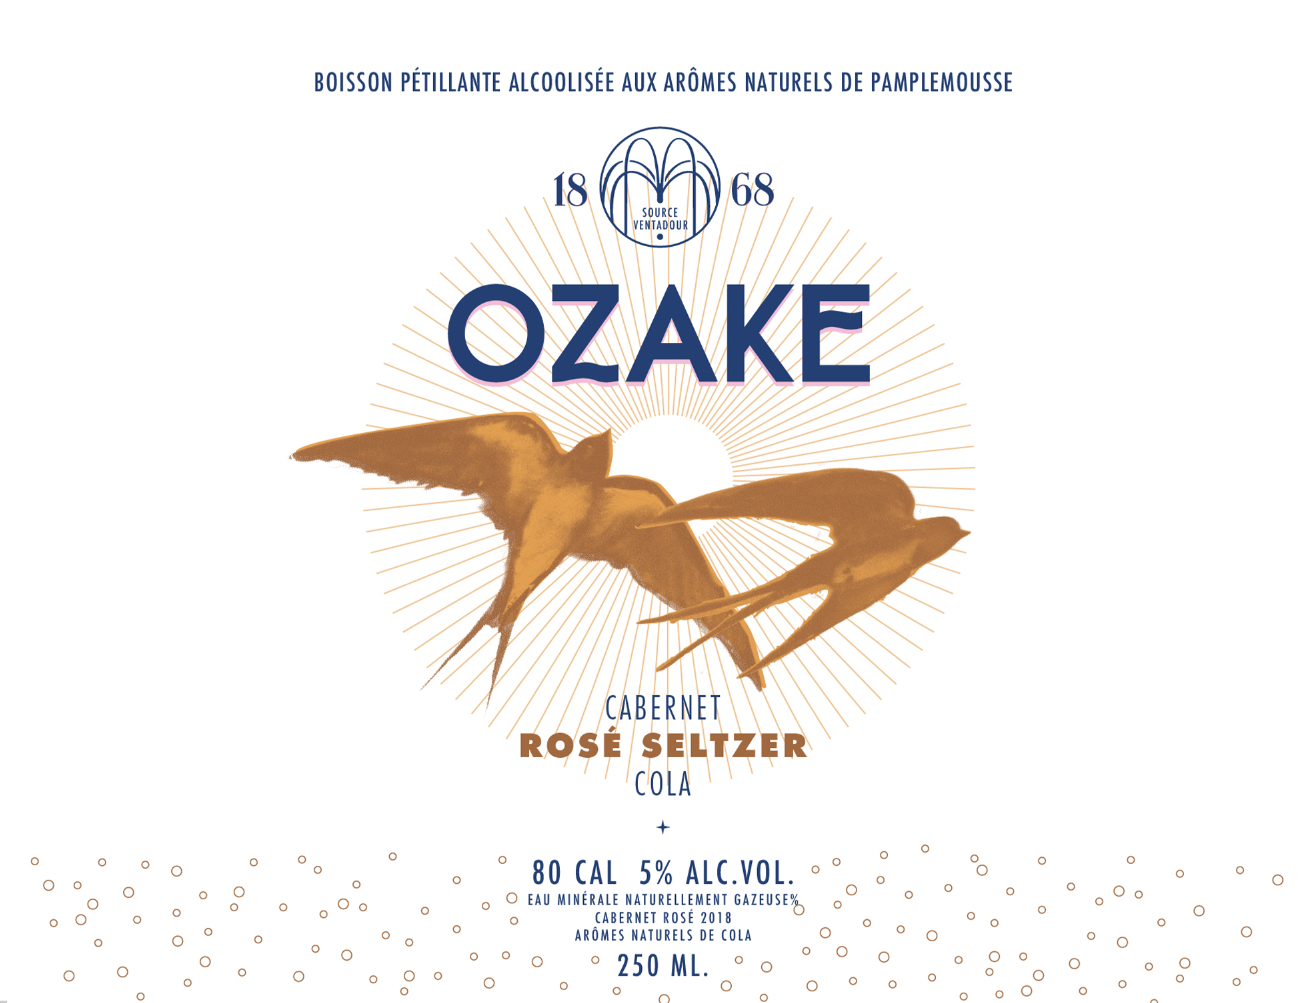 BOISSON PÉTILLANTE ALCOOLISÉE AUX ARÔMES NATURELS DE PAMPLEMOUSSE
18 68
SOURCE
VENTADOUR
OZAKE
CABERNET
ROSÉ SELTZER
COLA
80 CAL 5% ALC.VOL.
EAU MINÉRALE NATURELLEMENT GAZEUSE%
CABERNET ROSÉ 2018
ARÔMES NATURELS DE COLA
250 ML.